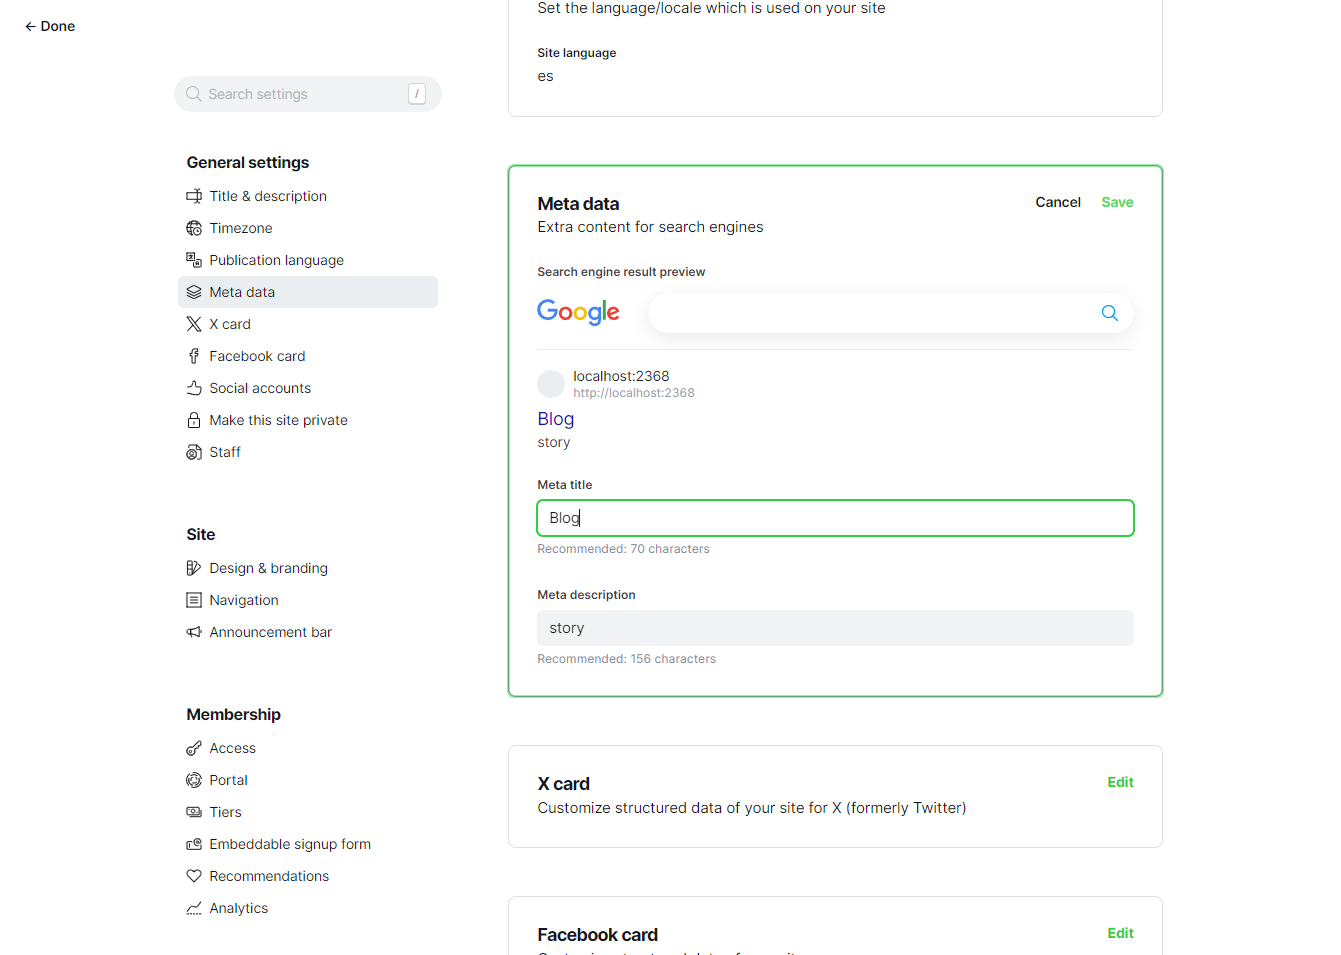 ← Done
Search settings
/
General settings
Title & description
Timezone
Publication language
Meta data
X card
Facebook card
Social accounts
Make this site private
Staff
Site
Design & branding
Navigation
Announcement bar
Membership
Access
Portal
Tiers
Embeddable signup form
Recommendations
Analytics
Set the language/locale which is used on your site
Site language
es
Meta data
Cancel
Save
Extra content for search engines
Search engine result preview
Google
localhost:2368
http://localhost:2368
Blog
story
Meta title
Blog
Recommended: 70 characters
Meta description
story
Recommended: 156 characters
X card
Edit
Customize structured data of your site for X (formerly Twitter)
Facebook card
Edit